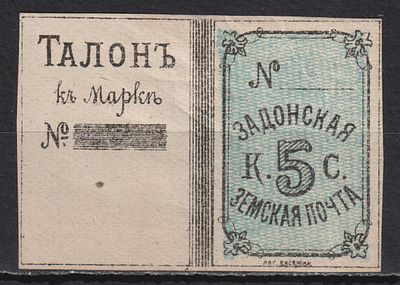 Талонъ
къ Маркѣ
№
№
ЗАДОНСКАЯ
К. 5 С.
ЗЕМСКАЯ ПОЧТА